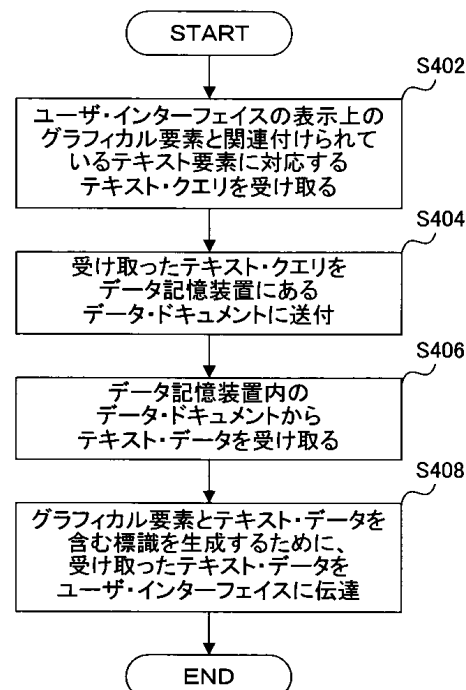 START
S402
ユーザ・インターフェイスの表示上の
グラフィカル要素と関連付けられて
いるテキスト要素に対応する
テキスト・クエリを受け取る
S404
受け取ったテキスト・クエリを
データ記憶装置にある
データ・ドキュメントに送付
S406
データ記憶装置内の
データ・ドキュメントから
テキスト・データを受け取る
S408
グラフィカル要素とテキスト・データを
含む標識を生成するために、
受け取ったテキスト・データを
ユーザ・インターフェイスに伝達
END